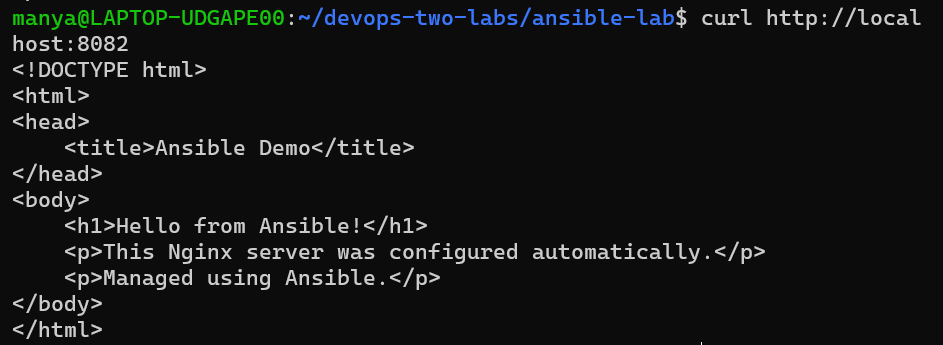 manya@LAPTOP-UDGAPE00:~/devops-two-labs/ansible-lab$ curl http://local
host:8082
<!DOCTYPE html>
<html>
<head>
    <title>Ansible Demo</title>
</head>
<body>
    <h1>Hello from Ansible!</h1>
    <p>This Nginx server was configured automatically.</p>
    <p>Managed using Ansible.</p>
</body>
</html>